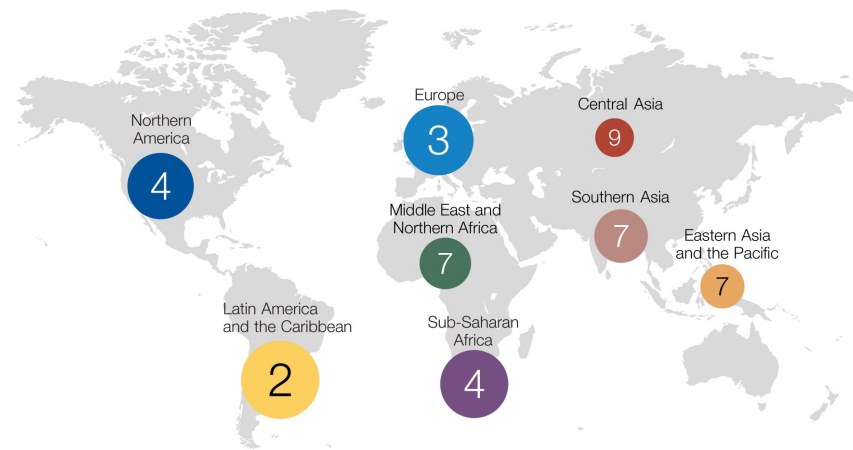 Northern
America
4
Europe
3
Central Asia
9
Middle East and
Northern Africa
7
Southern Asia
7
Eastern Asia
and the Pacific
7
Latin America
and the Caribbean
2
Sub-Saharan
Africa
4